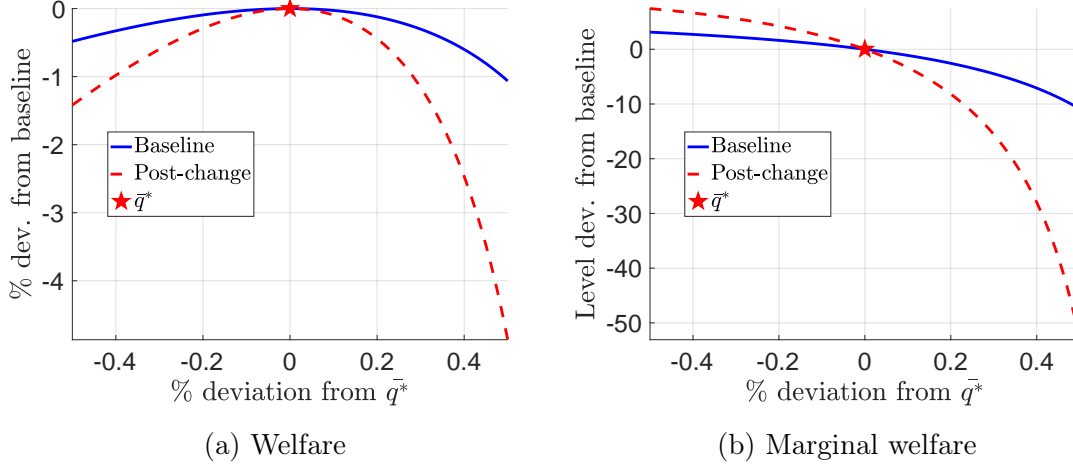 % dev. from baseline
0
-1
-2
-3
-4
Baseline
Post-change
q̄*
-0.4 -0.2 0 0.2 0.4
% deviation from q̄*
(a) Welfare
Level dev. from baseline
0
-10
-20
-30
-40
-50
Baseline
Post-change
q̄*
-0.4 -0.2 0 0.2 0.4
% deviation from q̄*
(b) Marginal welfare